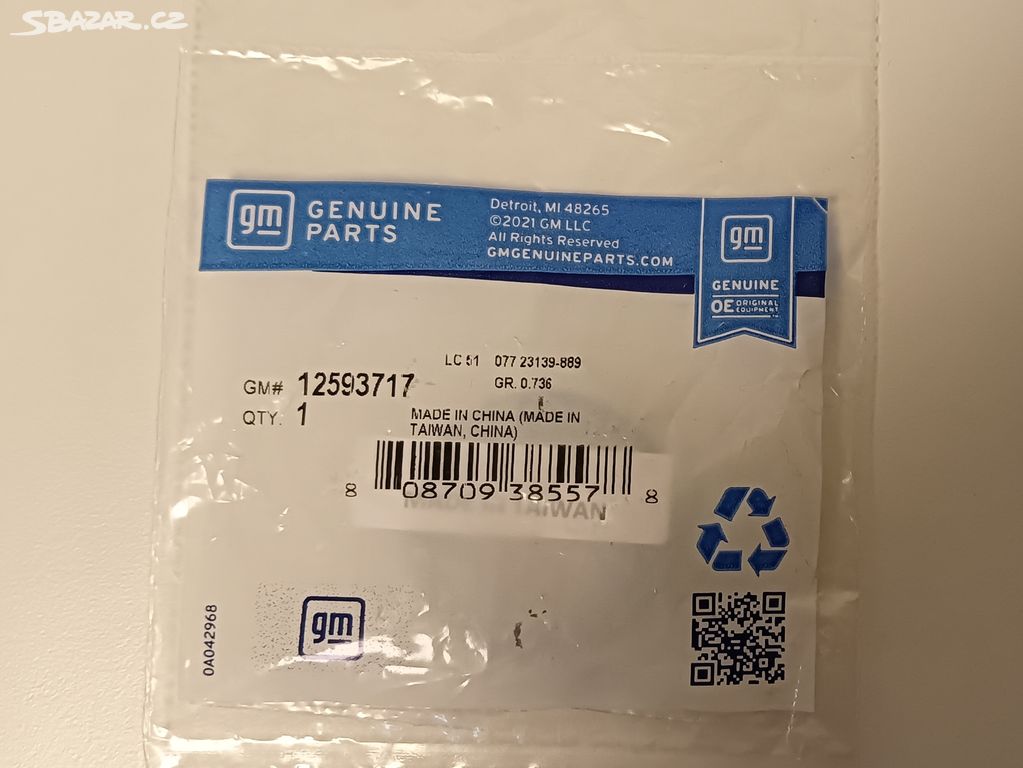 SBAZAR.CZ
gm GENUINE PARTS
Detroit, MI 48265
©2021 GM LLC
All Rights Reserved
GMGENUINEPARTS.COM
gm
GENUINE
OE ORIGINAL EQUIPMENT
LC 51 077 23139-889
GM# 12593717 GR. 0.736
QTY: 1
MADE IN CHINA (MADE IN
TAIWAN, CHINA)
8 08709 38557 8
MADE IN TAIWAN
0A042968
gm